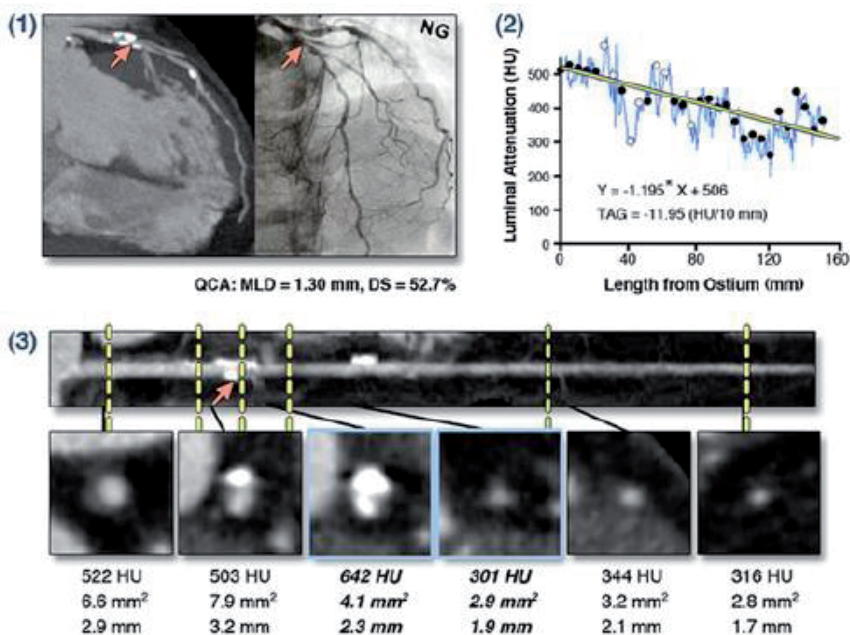 (1)
NG
QCA: MLD = 1.30 mm, DS = 52.7%
(2)
Luminal Attenuation (HU)
500
400
300
200
100
0
Y = -1.195* X + 506
TAG = -11.95 (HU/10 mm)
0 40 80 120 160
Length from Ostium (mm)
(3)
522 HU 503 HU 642 HU 301 HU 344 HU 316 HU
6.6 mm² 7.9 mm² 4.1 mm² 2.9 mm² 3.2 mm² 2.8 mm²
2.9 mm 3.2 mm 2.3 mm 1.9 mm 2.1 mm 1.7 mm